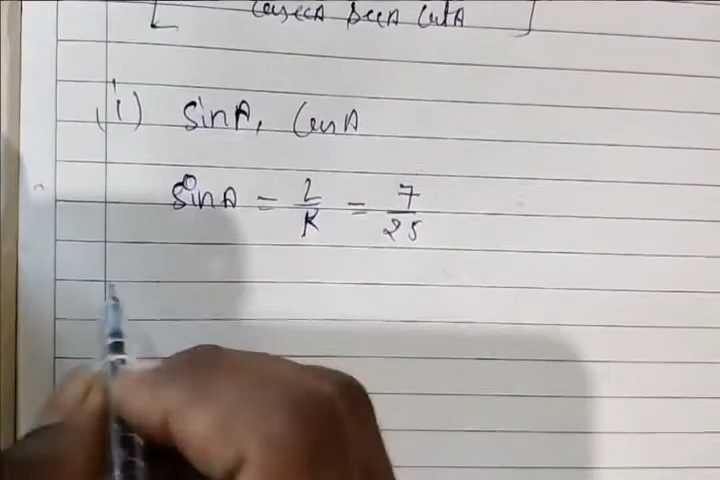 CosecA SecA CotA
(i) SinA, CosA
SinA = L/K = 7/25